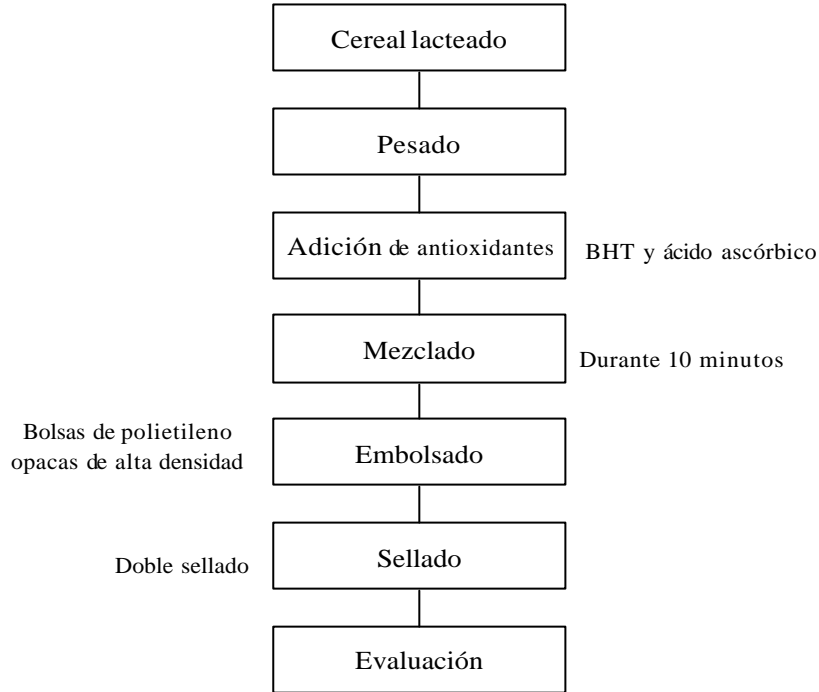 Cereal lacteado
Pesado
Adición de antioxidantes
BHT y ácido ascórbico
Mezclado
Durante 10 minutos
Bolsas de polietileno
opacas de alta densidad
Embolsado
Doble sellado
Sellado
Evaluación